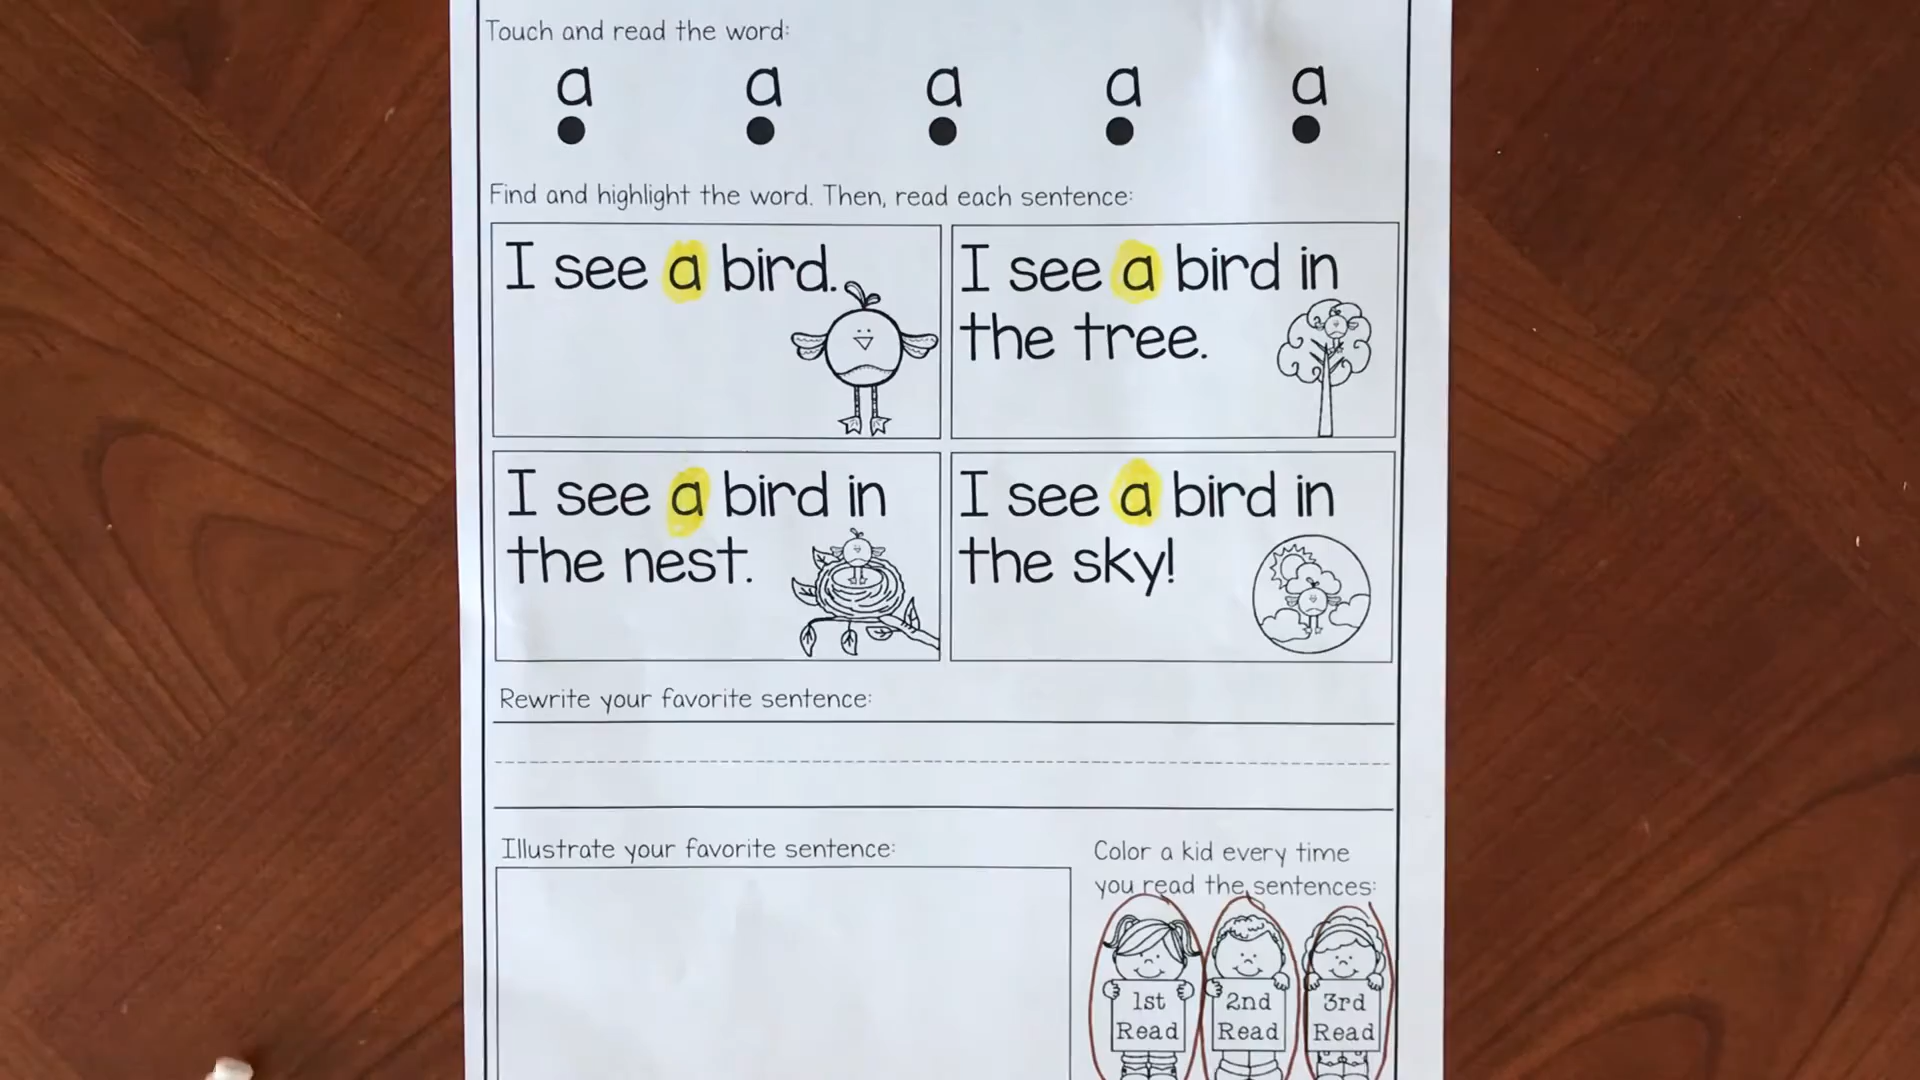 Touch and read the word:
a a a a a
Find and highlight the word. Then, read each sentence:
I see a bird.
I see a bird in
the tree.
I see a bird in
the nest.
I see a bird in
the sky!
Rewrite your favorite sentence:
Illustrate your favorite sentence:
Color a kid every time
you read the sentences:
1st
Read
2nd
Read
3rd
Read